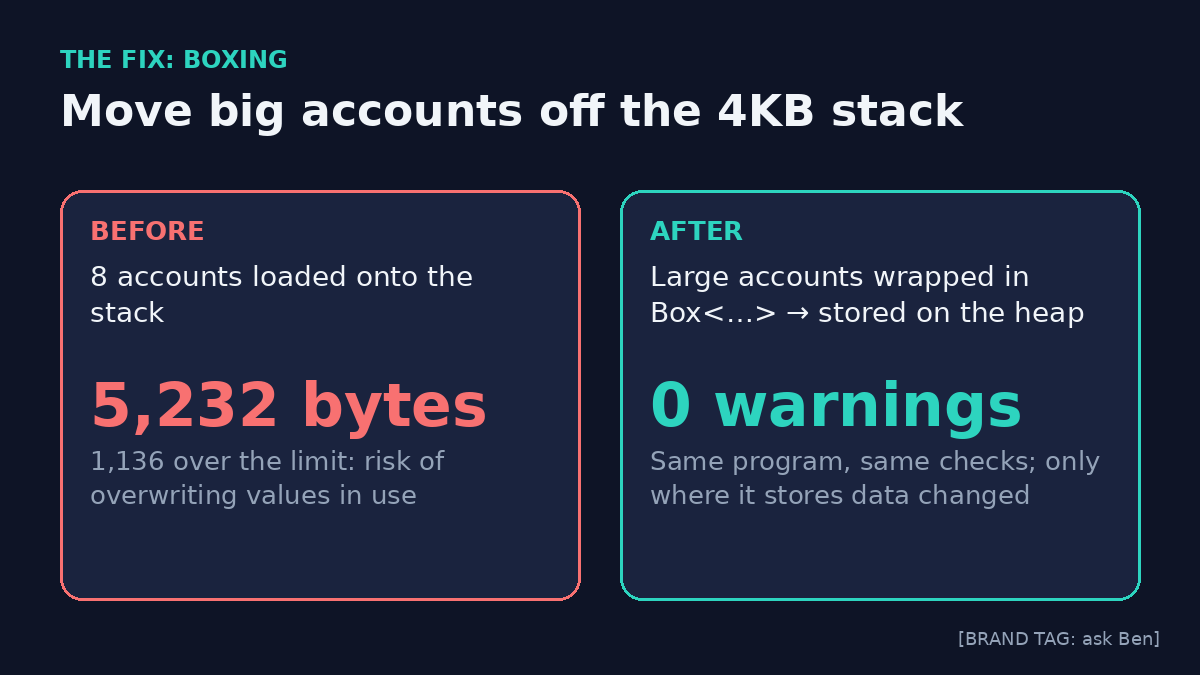 THE FIX: BOXING
Move big accounts off the 4KB stack
BEFORE
8 accounts loaded onto the
stack
5,232 bytes
1,136 over the limit: risk of
overwriting values in use
AFTER
Large accounts wrapped in
Box<...> → stored on the heap
0 warnings
Same program, same checks; only
where it stores data changed
[BRAND TAG: ask Ben]